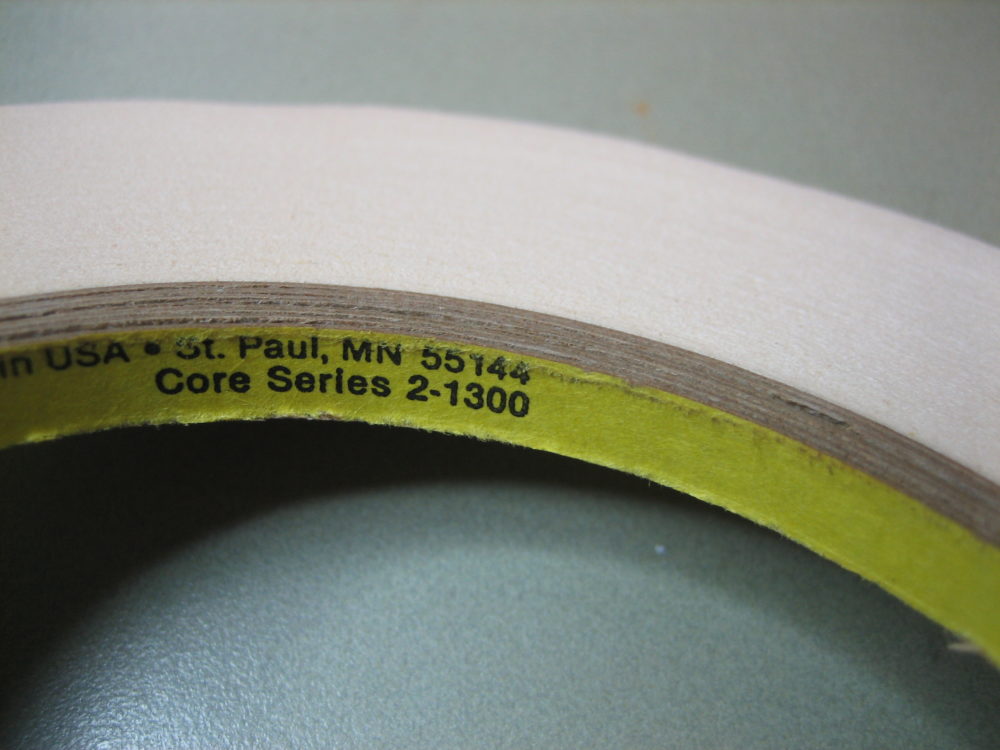 in USA • St. Paul, MN 55144
Core Series 2-1300